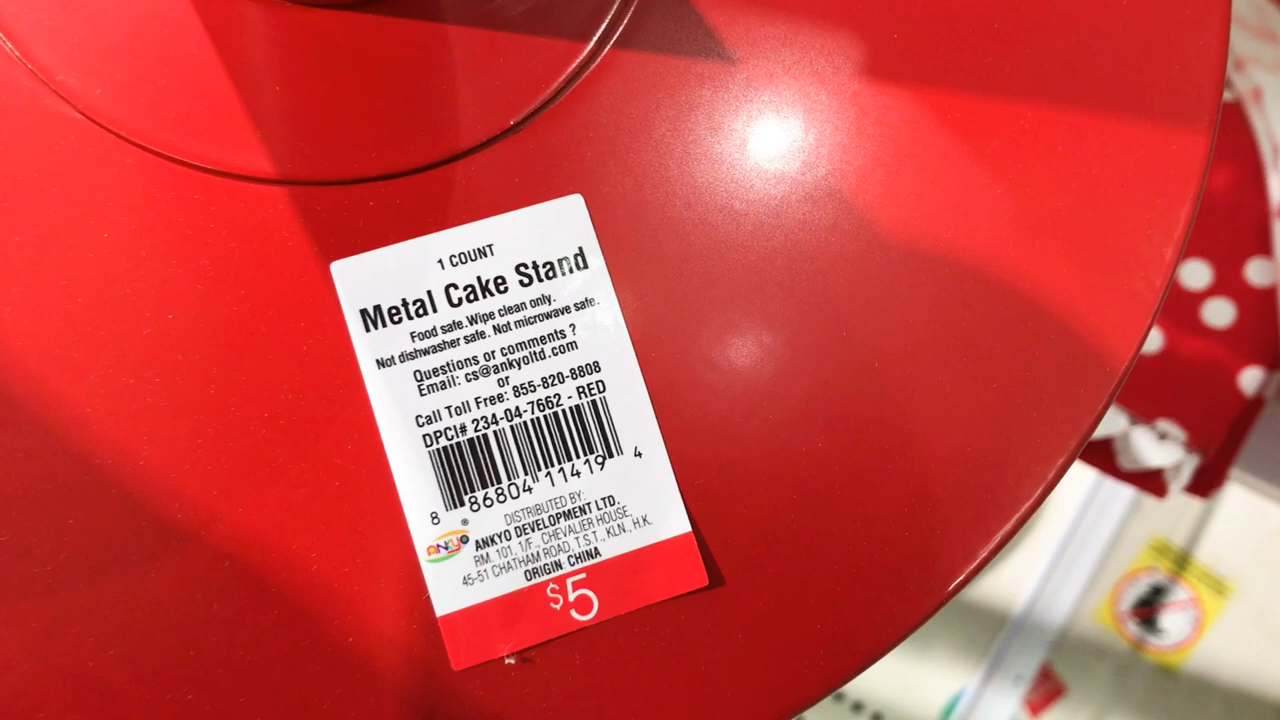 1 COUNT
Metal Cake Stand
Food safe. Wipe clean only.
Not dishwasher safe. Not microwave safe.
Questions or comments ?
Email: cs@ankyoltd.com
or
Call Toll Free: 855-820-8808
DPCI# 234-04-7662 - RED
8 86804 11419 4
ANKYO ®
DISTRIBUTED BY:
ANKYO DEVELOPMENT LTD.
RM. 101, 1/F., CHEVALIER HOUSE,
45-51 CHATHAM ROAD, T.S.T., KLN., H.K.
ORIGIN: CHINA
$5